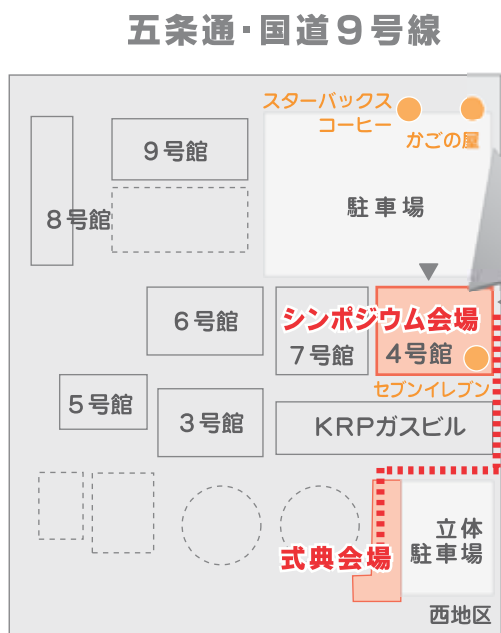 五条通・国道9号線
スターバックス
コーヒー
かごの屋
9号館
駐車場
8号館
6号館
シンポジウム会場
7号館
4号館
セブンイレブン
5号館
3号館
KRPガスビル
立体
駐車場
式典会場
西地区